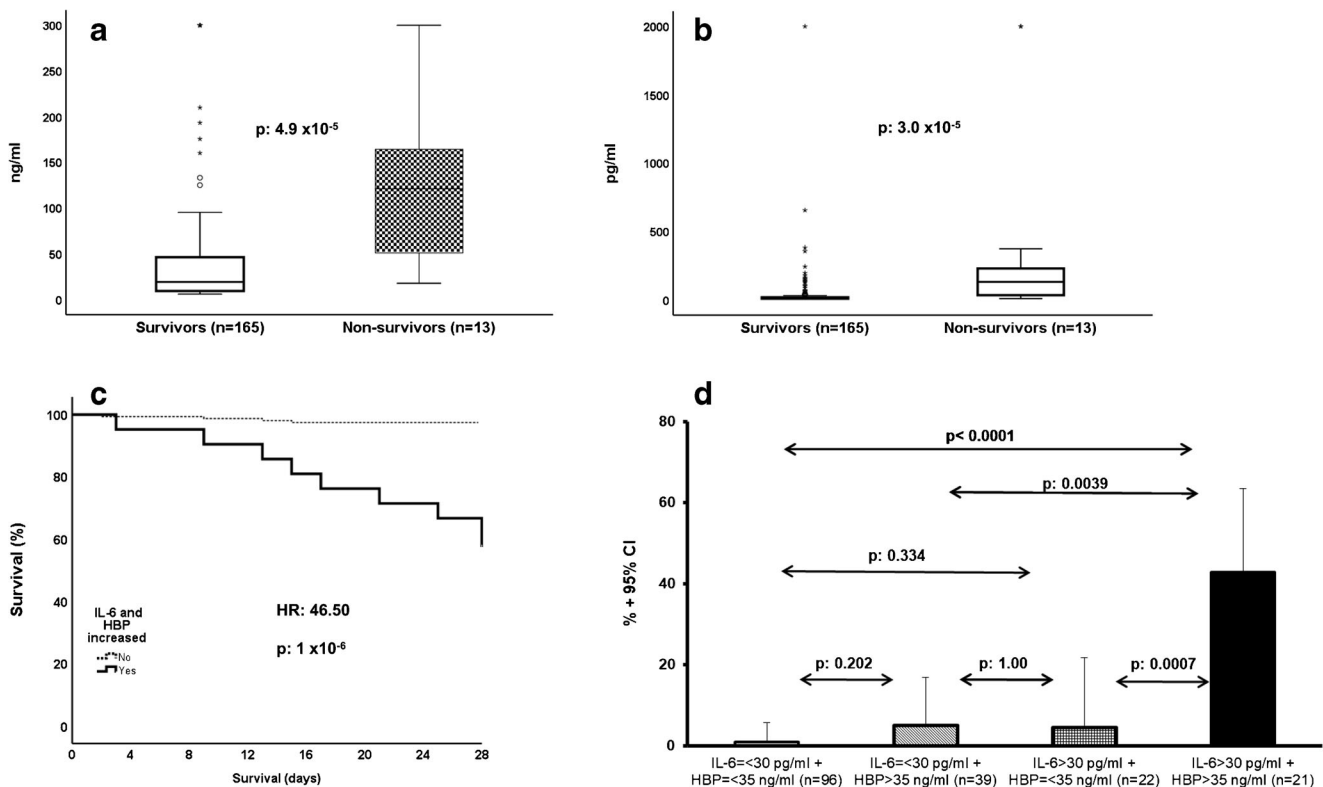 a
300
250
200
150
100
50
0
ng/ml
p: 4.9 x10-5
Survivors (n=165)
Non-survivors (n=13)
b
2000
1500
1000
500
0
pg/ml
p: 3.0 x10-5
Survivors (n=165)
Non-survivors (n=13)
c
100
80
60
40
20
0
Survival (%)
IL-6 and
HBP
increased
No
Yes
HR: 46.50
p: 1 x10-6
0 4 8 12 16 20 24 28
Survival (days)
d
80
60
40
20
0
% + 95% CI
p< 0.0001
p: 0.0039
p: 0.334
p: 0.202
p: 1.00
p: 0.0007
IL-6=<30 pg/ml +
HBP=<35 ng/ml (n=96)
IL-6=<30 pg/ml +
HBP>35 ng/ml (n=39)
IL-6>30 pg/ml +
HBP=<35 ng/ml (n=22)
IL-6>30 pg/ml +
HBP>35 ng/ml (n=21)